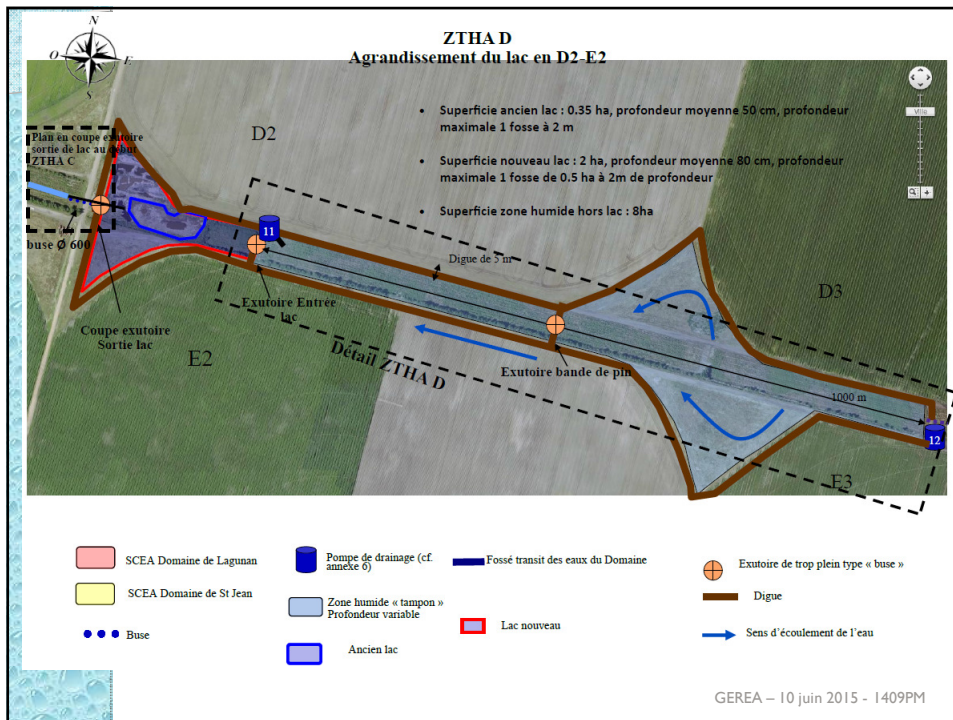 N
O
E
S
ZTHA D
Agrandissement du lac en D2-E2
• Superficie ancien lac : 0.35 ha, profondeur moyenne 50 cm, profondeur
maximale 1 fosse à 2 m
• Superficie nouveau lac : 2 ha, profondeur moyenne 80 cm, profondeur
maximale 1 fosse de 0.5 ha à 2m de profondeur
• Superficie zone humide hors lac : 8ha
Ville
Plan en coupe exutoire
sortie de lac au début
ZTHA C
D2
buse Ø 600
11
Digue de 5 m
Exutoire Entrée
lac
D3
Coupe exutoire
Sortie lac
E2
Détail ZTHA D
Exutoire bande de pin
1000 m
12
E3
SCEA Domaine de Lagunan
SCEA Domaine de St Jean
Buse
Pompe de drainage (cf.
annexe 6)
Zone humide « tampon »
Profondeur variable
Ancien lac
Fossé transit des eaux du Domaine
Lac nouveau
Exutoire de trop plein type « buse »
Digue
Sens d’écoulement de l’eau
GEREA – 10 juin 2015 - 1409PM